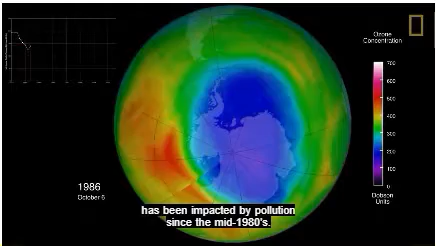 Ozone
Concentration
700
600
500
400
300
200
100
0
Dobson
Units
1986
October 6
has been impacted by pollution
since the mid-1980's.